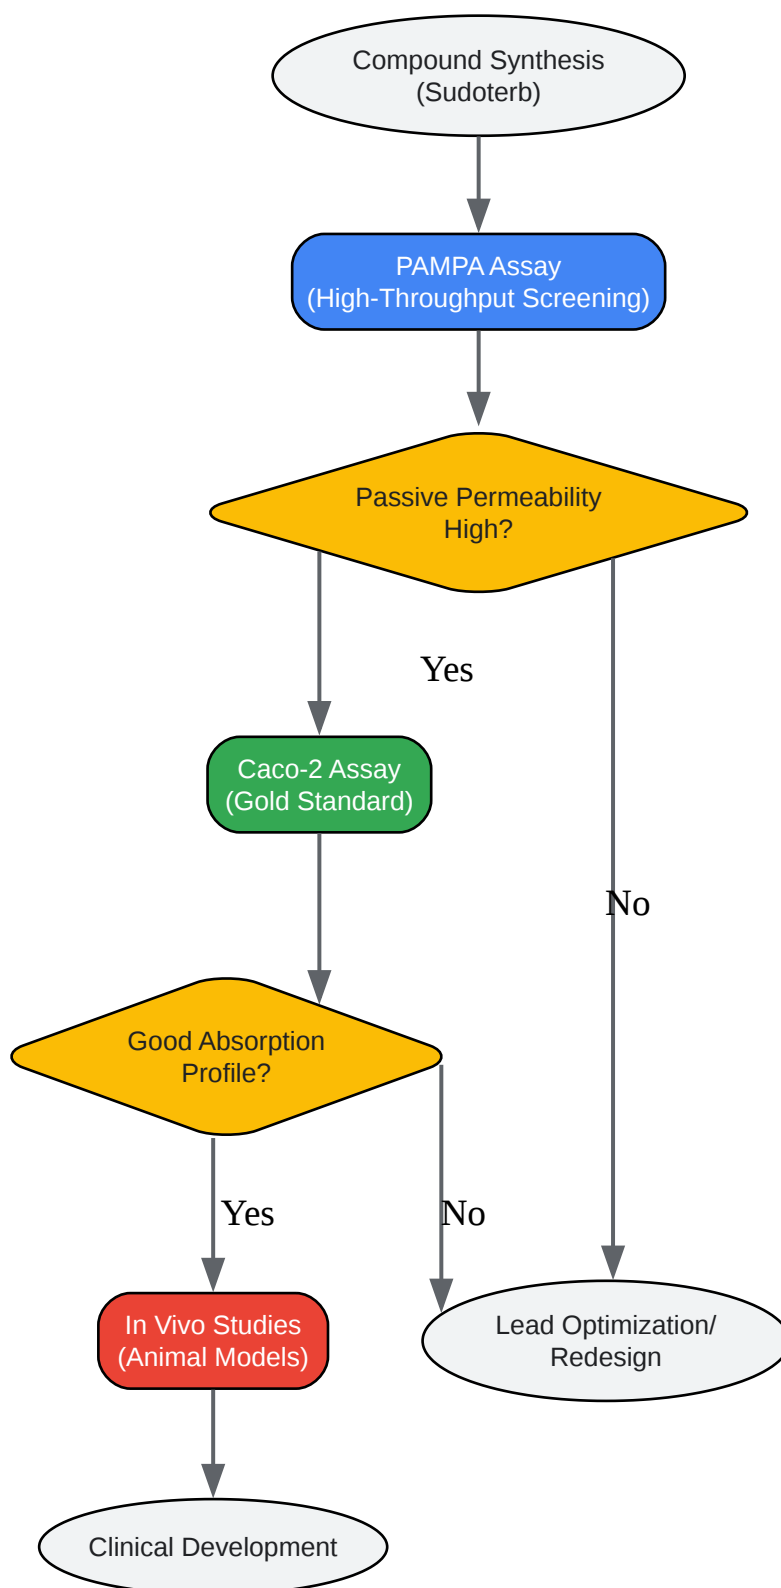 Compound Synthesis
(Sudoterb)
PAMPA Assay
(High-Throughput Screening)
Passive Permeability
High?
Yes
Caco-2 Assay
(Gold Standard)
No
Good Absorption
Profile?
Yes
No
In Vivo Studies
(Animal Models)
Lead Optimization/
Redesign
Clinical Development